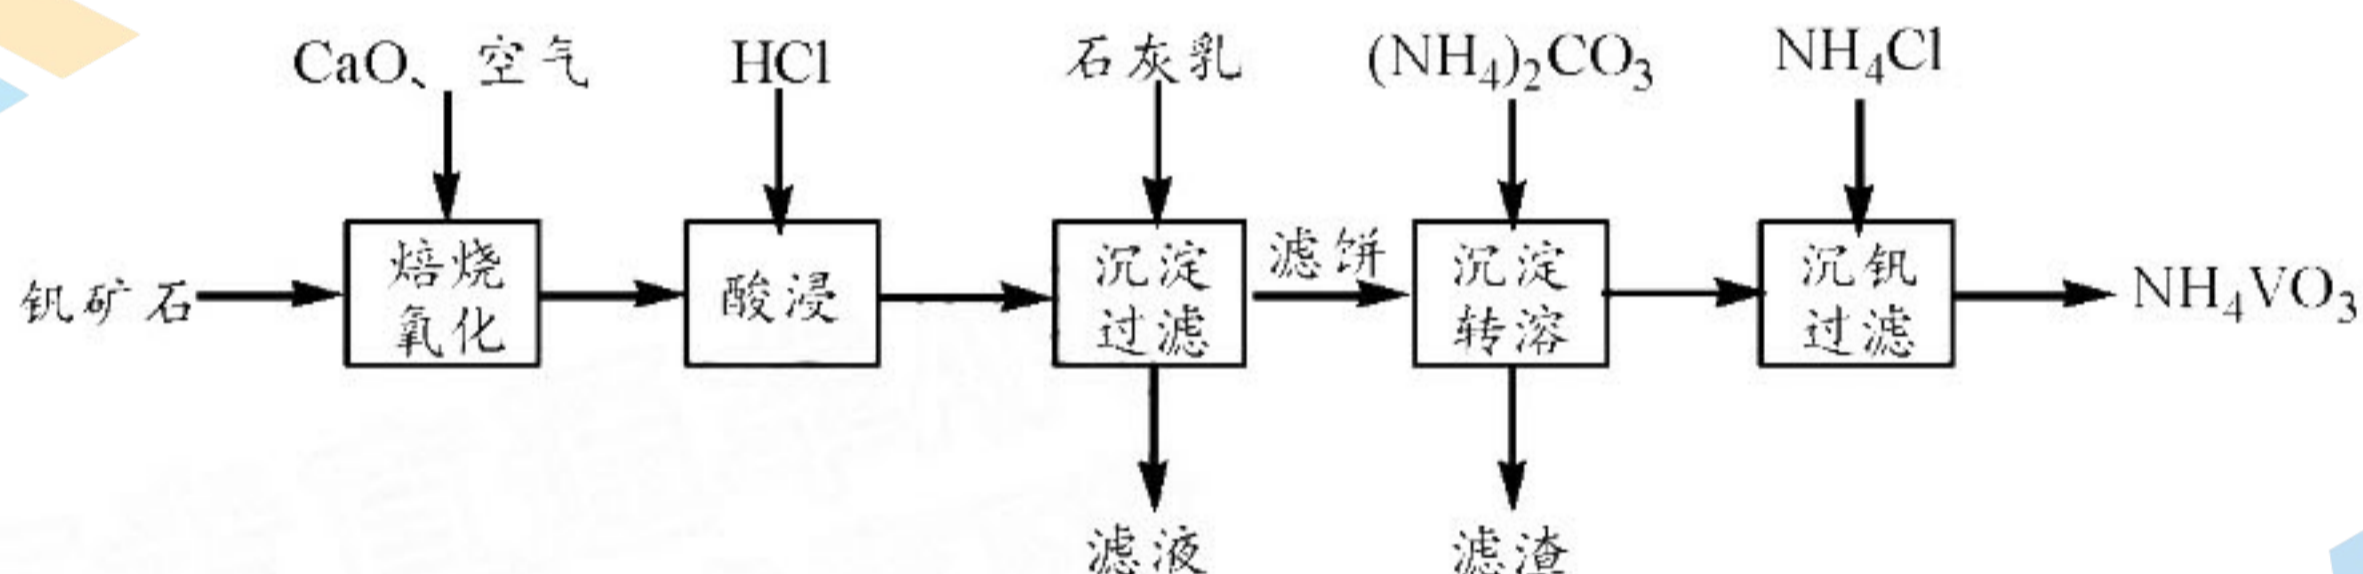 CaO、空气
HCl
石灰乳
(NH₄)₂CO₃
NH₄Cl
钒矿石
焙烧
氧化
酸浸
沉淀
过滤
滤饼
沉淀
转溶
沉钒
过滤
NH₄VO₃
滤液
滤渣